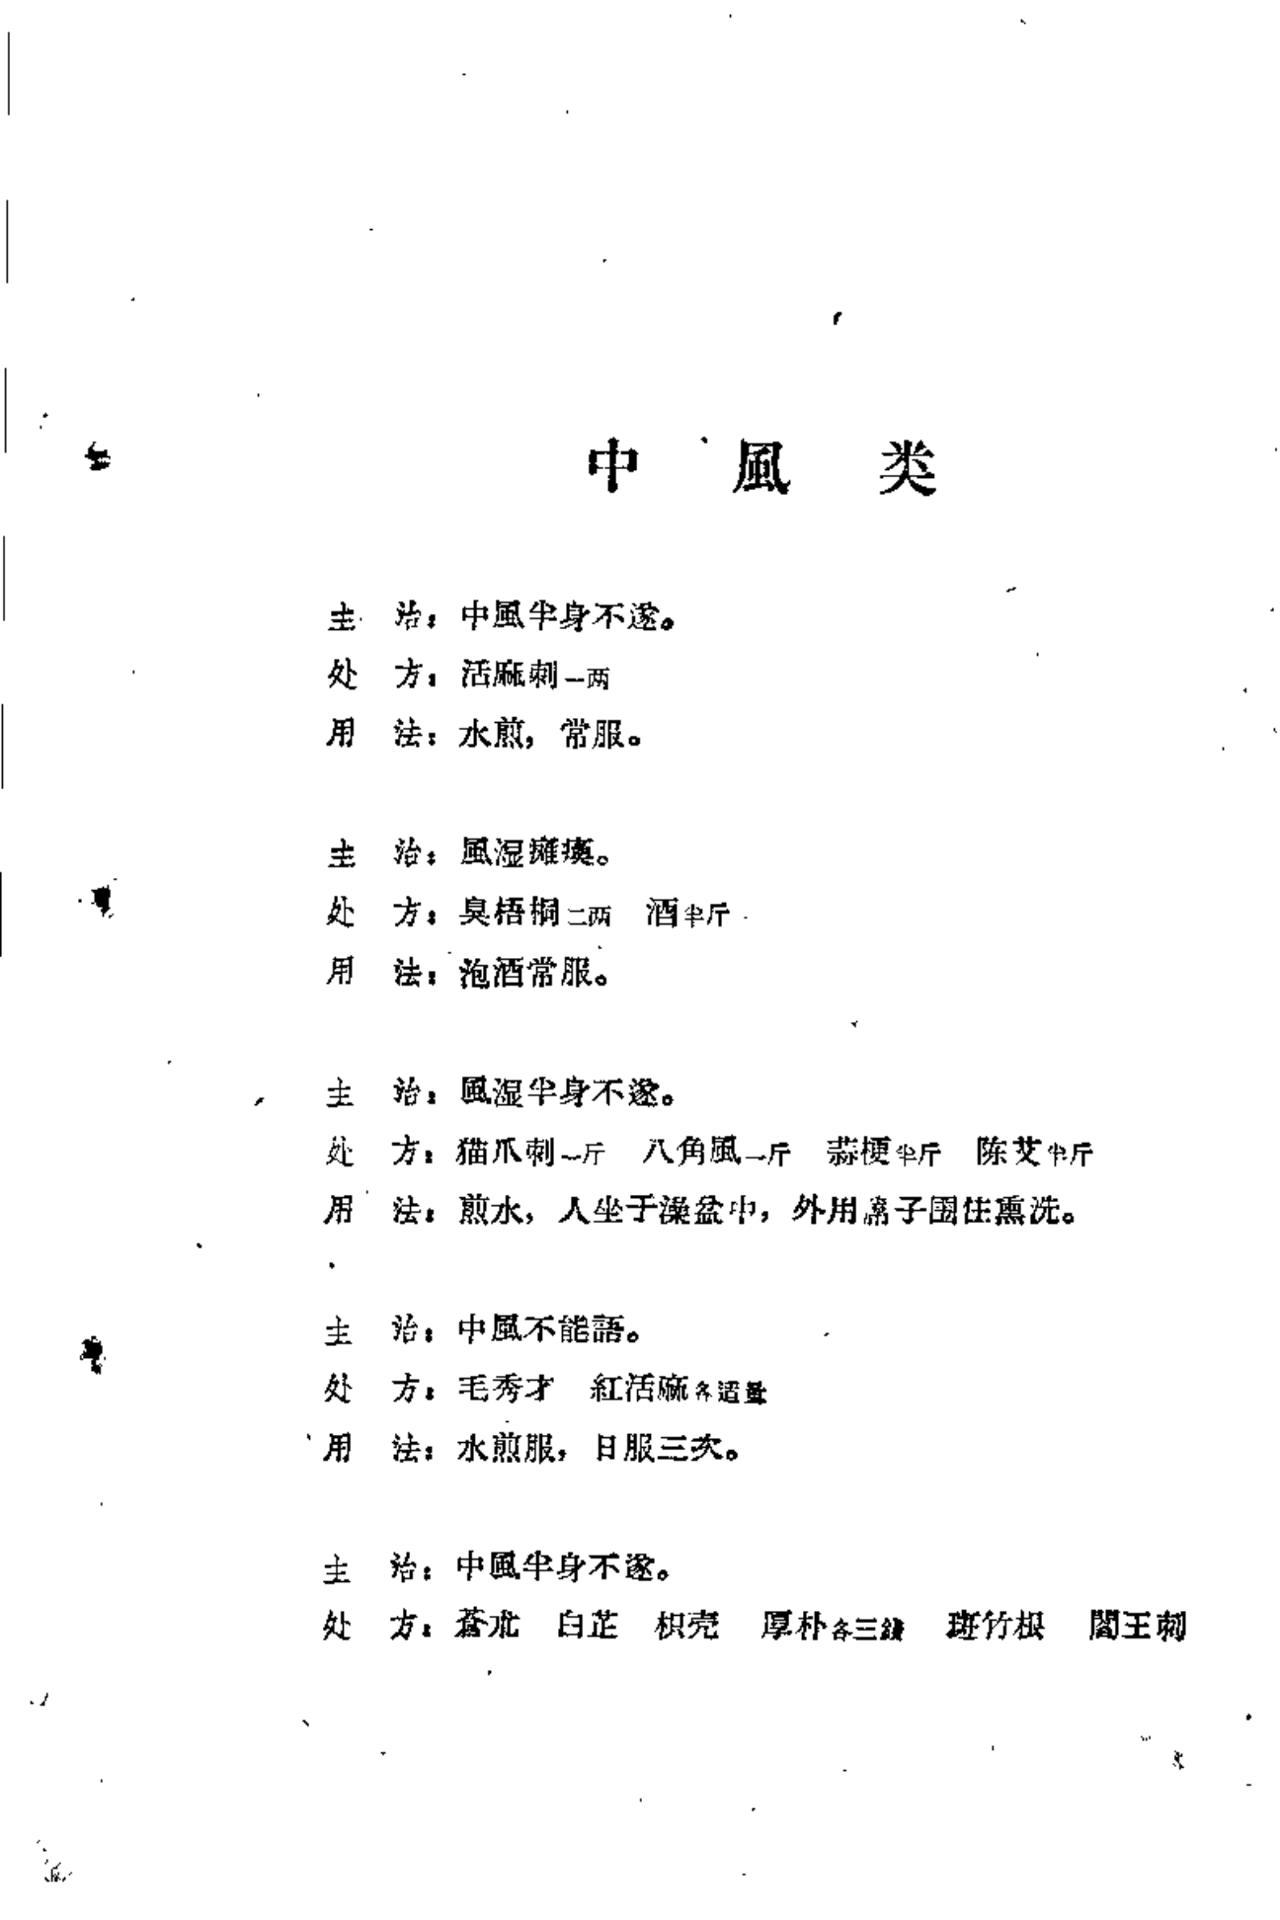 中風类
主　治：中風半身不遂。
处　方：活麻刺一两
用　法：水煎，常服。
主　治：風湿瘫痪。
处　方：臭梧桐二两　酒半斤
用　法：泡酒常服。
主　治：風湿半身不遂。
处　方：猫爪刺一斤　八角風一斤　蒜梗半斤　陈艾半斤
用　法：煎水，人坐于澡盆中，外用席子围住熏洗。
主　治：中風不能語。
处　方：毛秀才　紅活麻各适量
用　法：水煎服，日服三次。
主　治：中風半身不遂。
处　方：蒼朮　白芷　枳壳　厚朴各三錢　斑竹根　閻王刺